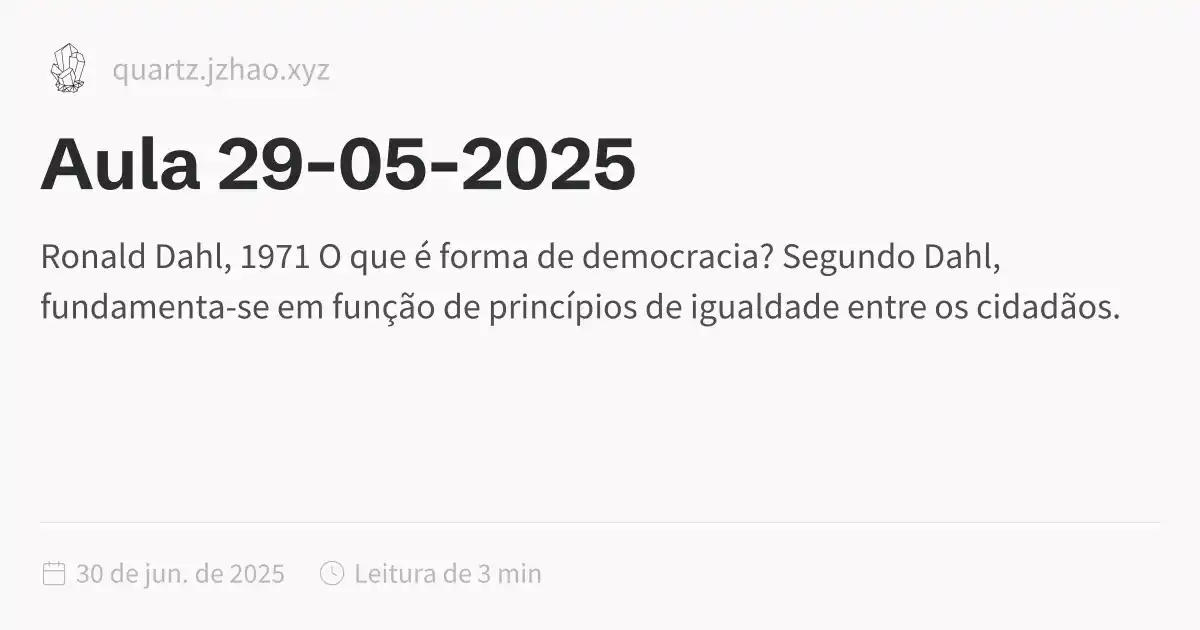 quartz.jzhao.xyz
Aula 29-05-2025
Ronald Dahl, 1971 O que é forma de democracia? Segundo Dahl,
fundamenta-se em função de princípios de igualdade entre os cidadãos.
30 de jun. de 2025 Leitura de 3 min